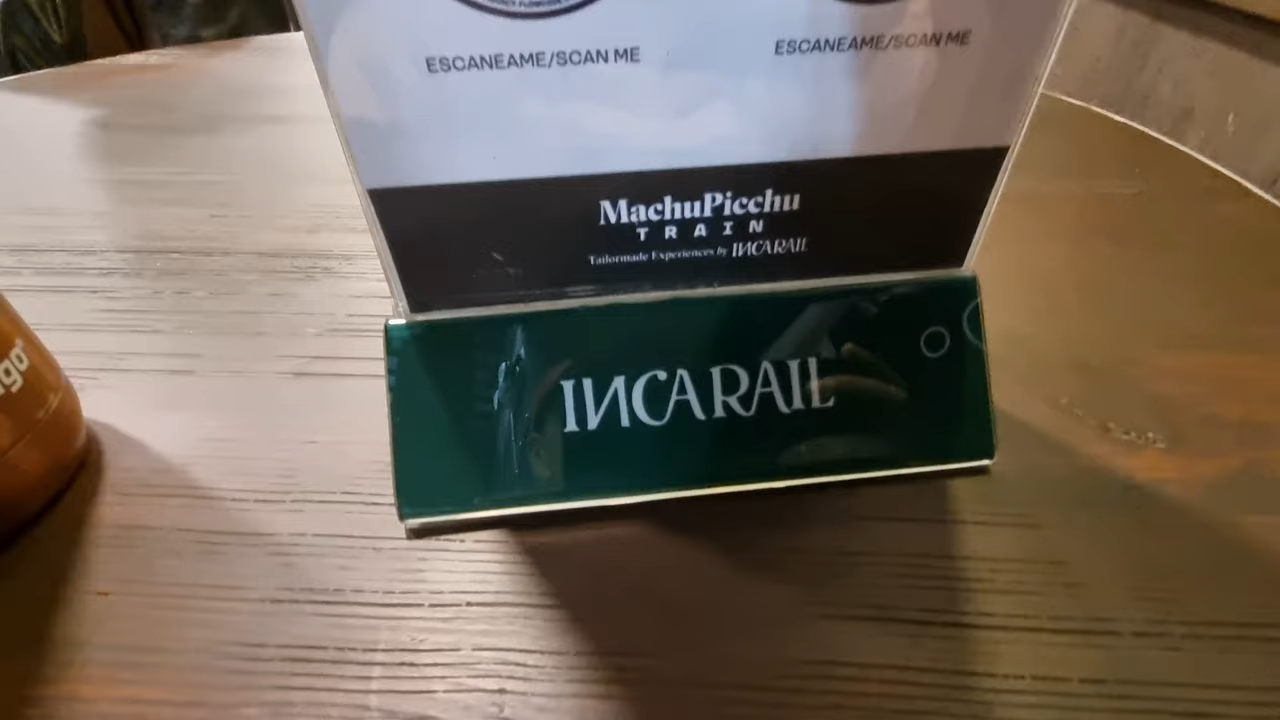 ESCANEAME/SCAN ME
ESCANEAME/SCAN ME
MachuPicchu
TRAIN
Tailormade Experiences by INCARAIL
INCARAIL